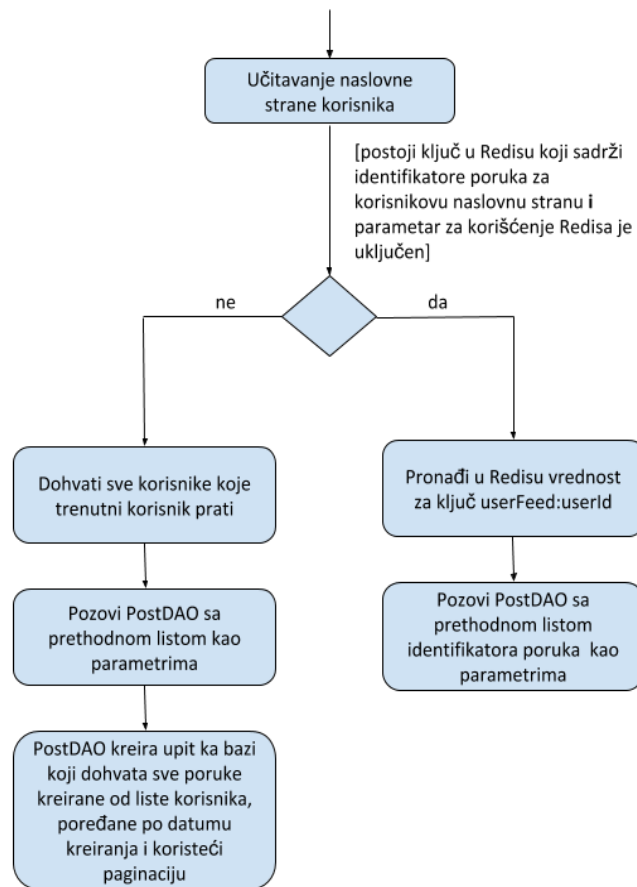 Učitavanje naslovne
strane korisnika
[postoji ključ u Redisu koji sadrži
identifikatore poruka za
korisnikovu naslovnu stranu i
parametar za korišćenje Redisa je
uključen]
ne
da
Dohvati sve korisnike koje
trenutni korisnik prati
Pozovi PostDAO sa
prethodnom listom kao
parametrima
PostDAO kreira upit ka bazi
koji dohvata sve poruke
kreirane od liste korisnika,
poređane po datumu
kreiranja i koristeći
paginaciju
Pronađi u Redisu vrednost
za ključ userFeed:userId
Pozovi PostDAO sa
prethodnom listom
identifikatora poruka kao
parametrima